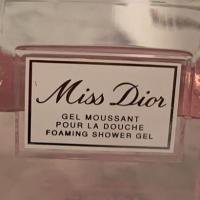 Miss Dior
GEL MOUSSANT
POUR LA DOUCHE
FOAMING SHOWER GEL